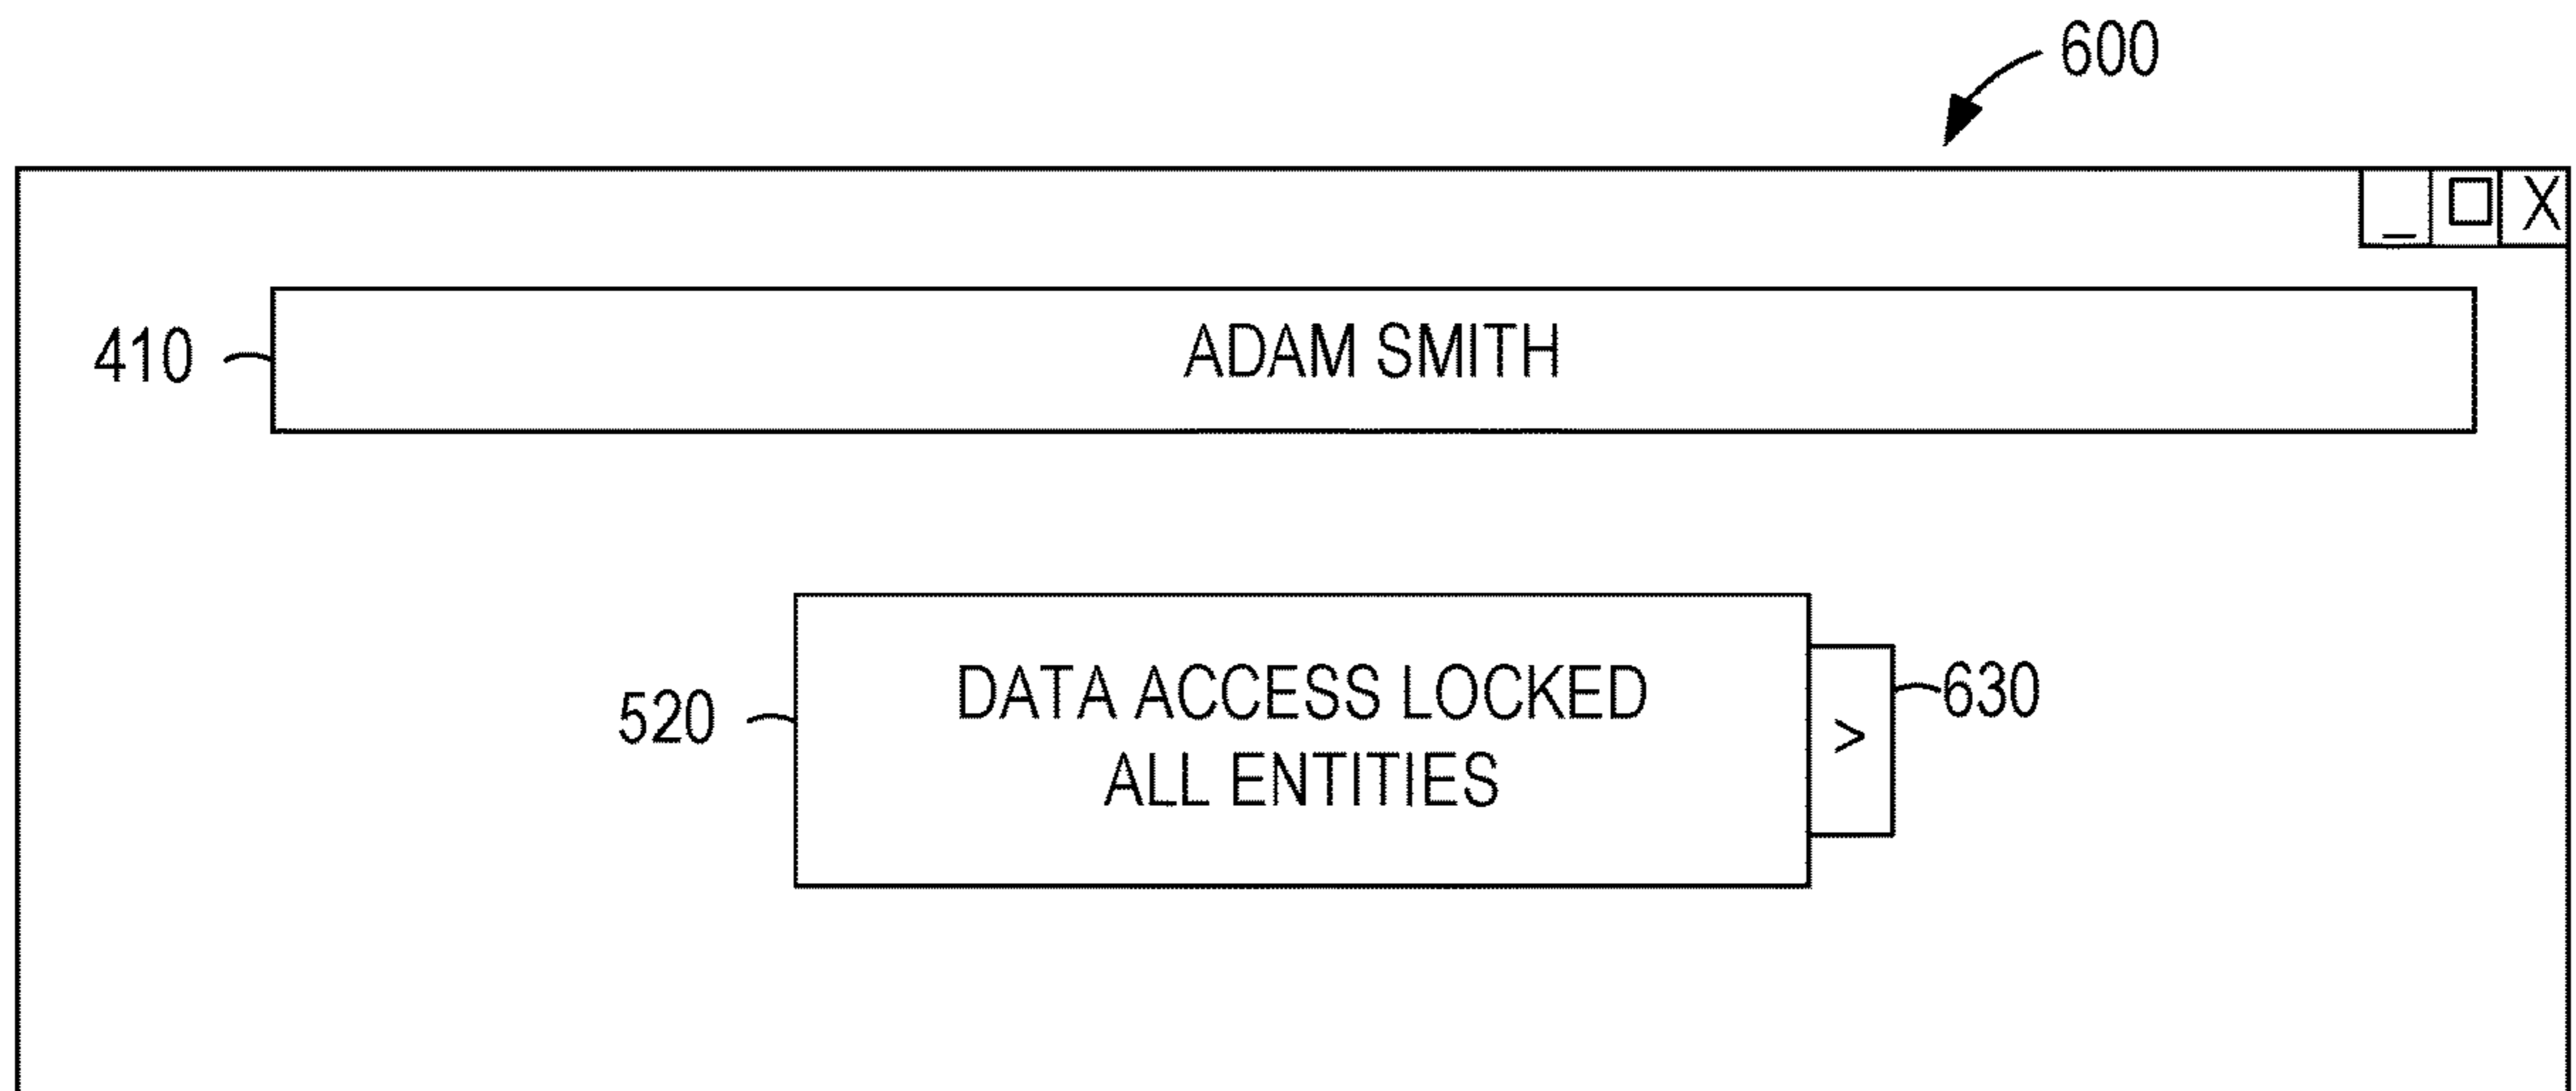 600
_ □ X
410 ADAM SMITH
520 DATA ACCESS LOCKED 630
ALL ENTITIES
>